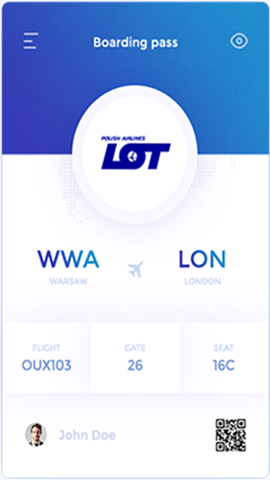 Boarding pass
POLISH AIRLINES
LOT
WWA LON
WARSAW LONDON
FLIGHT GATE SEAT
OUX103 26 16C
John Doe